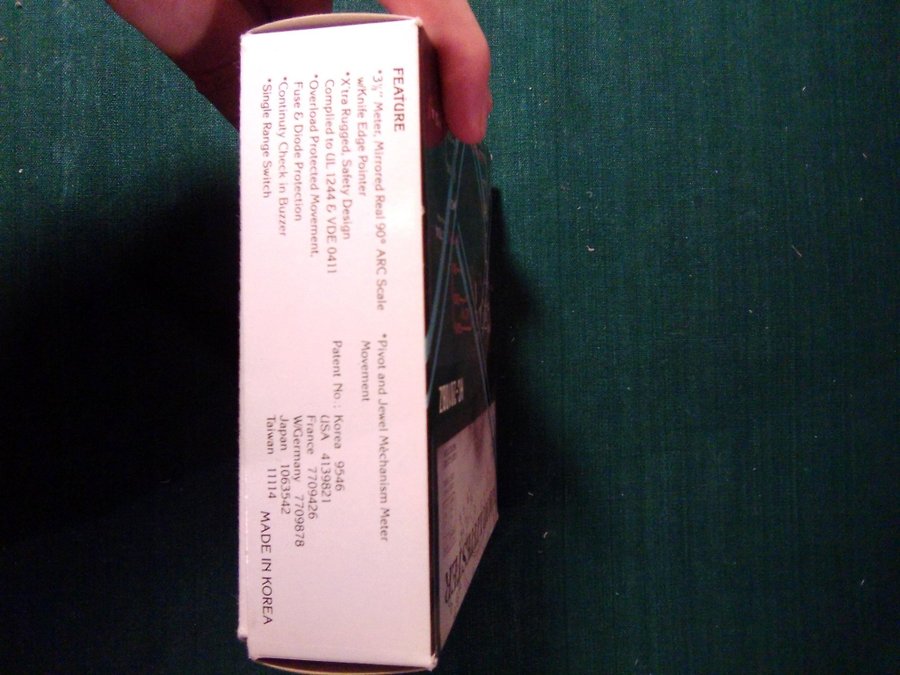 FEATURE
*3½" Meter, Mirrored Real 90° ARC Scale
w/Knife Edge Pointer
*X'tra Rugged, Safety Design
Complied to UL 1244 & VDE 0411
*Overload Protected Movement,
Fuse & Diode Protection
*Continuty Check in Buzzer
*Single Range Switch
*Pivot and Jewel Mechanism Meter
Movement
Patent No. : Korea 9546
USA 4139821
France 7709426
W/Germany 7709878
Japan 1063542
Taiwan 11114
MADE IN KOREA